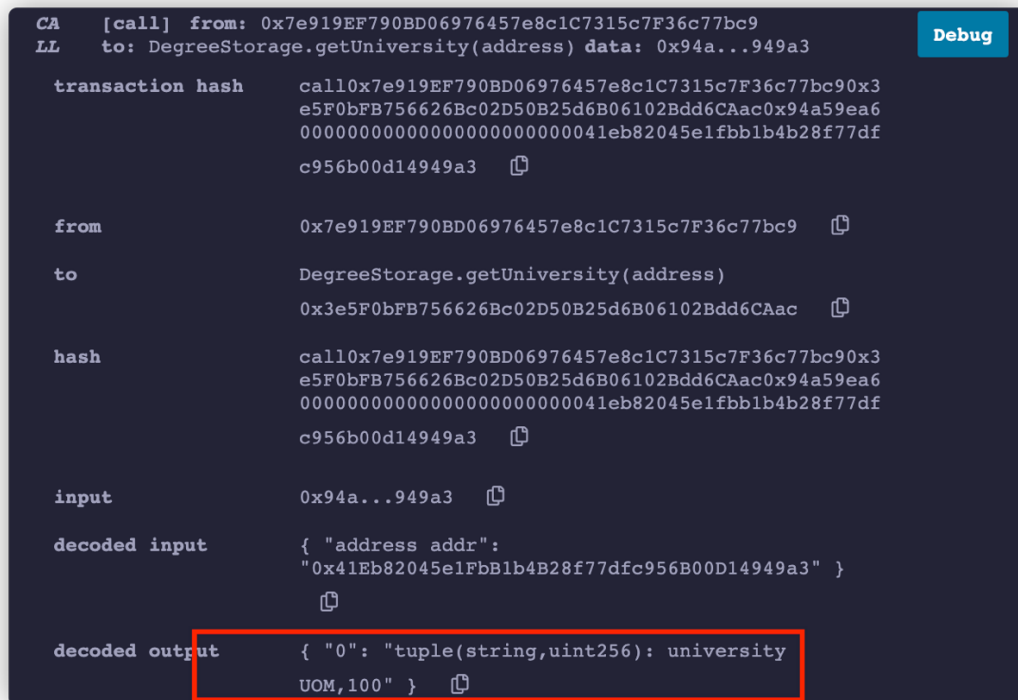 CA [call] from: 0x7e919EF790BD06976457e8c1C7315c7F36c77bc9
LL to: DegreeStorage.getUniversity(address) data: 0x94a...949a3
Debug
transaction hash call0x7e919EF790BD06976457e8c1C7315c7F36c77bc90x3
e5F0bFB756626Bc02D50B25d6B06102Bdd6CAac0x94a59ea6
00000000000000000000000041eb82045e1fbb1b4b28f77df
c956b00d14949a3
from 0x7e919EF790BD06976457e8c1C7315c7F36c77bc9
to DegreeStorage.getUniversity(address)
0x3e5F0bFB756626Bc02D50B25d6B06102Bdd6CAac
hash call0x7e919EF790BD06976457e8c1C7315c7F36c77bc90x3
e5F0bFB756626Bc02D50B25d6B06102Bdd6CAac0x94a59ea6
00000000000000000000000041eb82045e1fbb1b4b28f77df
c956b00d14949a3
input 0x94a...949a3
decoded input { "address addr":
"0x41Eb82045e1FbB1b4B28f77dfc956B00D14949a3" }
decoded output { "0": "tuple(string,uint256): university
UOM,100" }